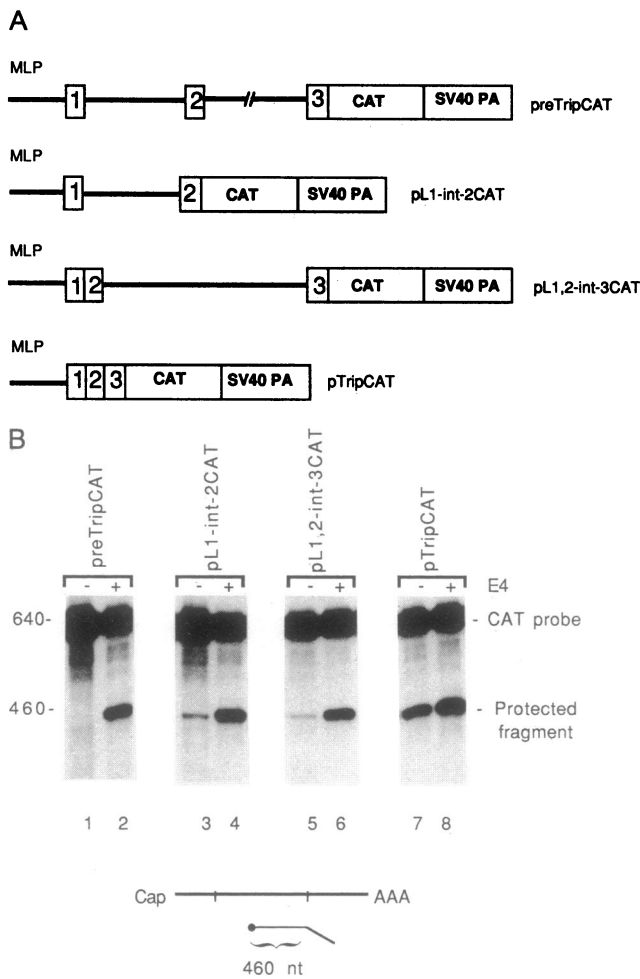 A
MLP
1 2 3 CAT SV40 PA preTripCAT
MLP
1 2 CAT SV40 PA pL1-int-2CAT
MLP
1 2 3 CAT SV40 PA pL1,2-int-3CAT
MLP
1 2 3 CAT SV40 PA pTripCAT
B
preTripCAT pL1-int-2CAT pL1,2-int-3CAT pTripCAT
- + - + - + - + E4
640- - CAT probe
460- - Protected
fragment
1 2 3 4 5 6 7 8
Cap AAA
460 nt